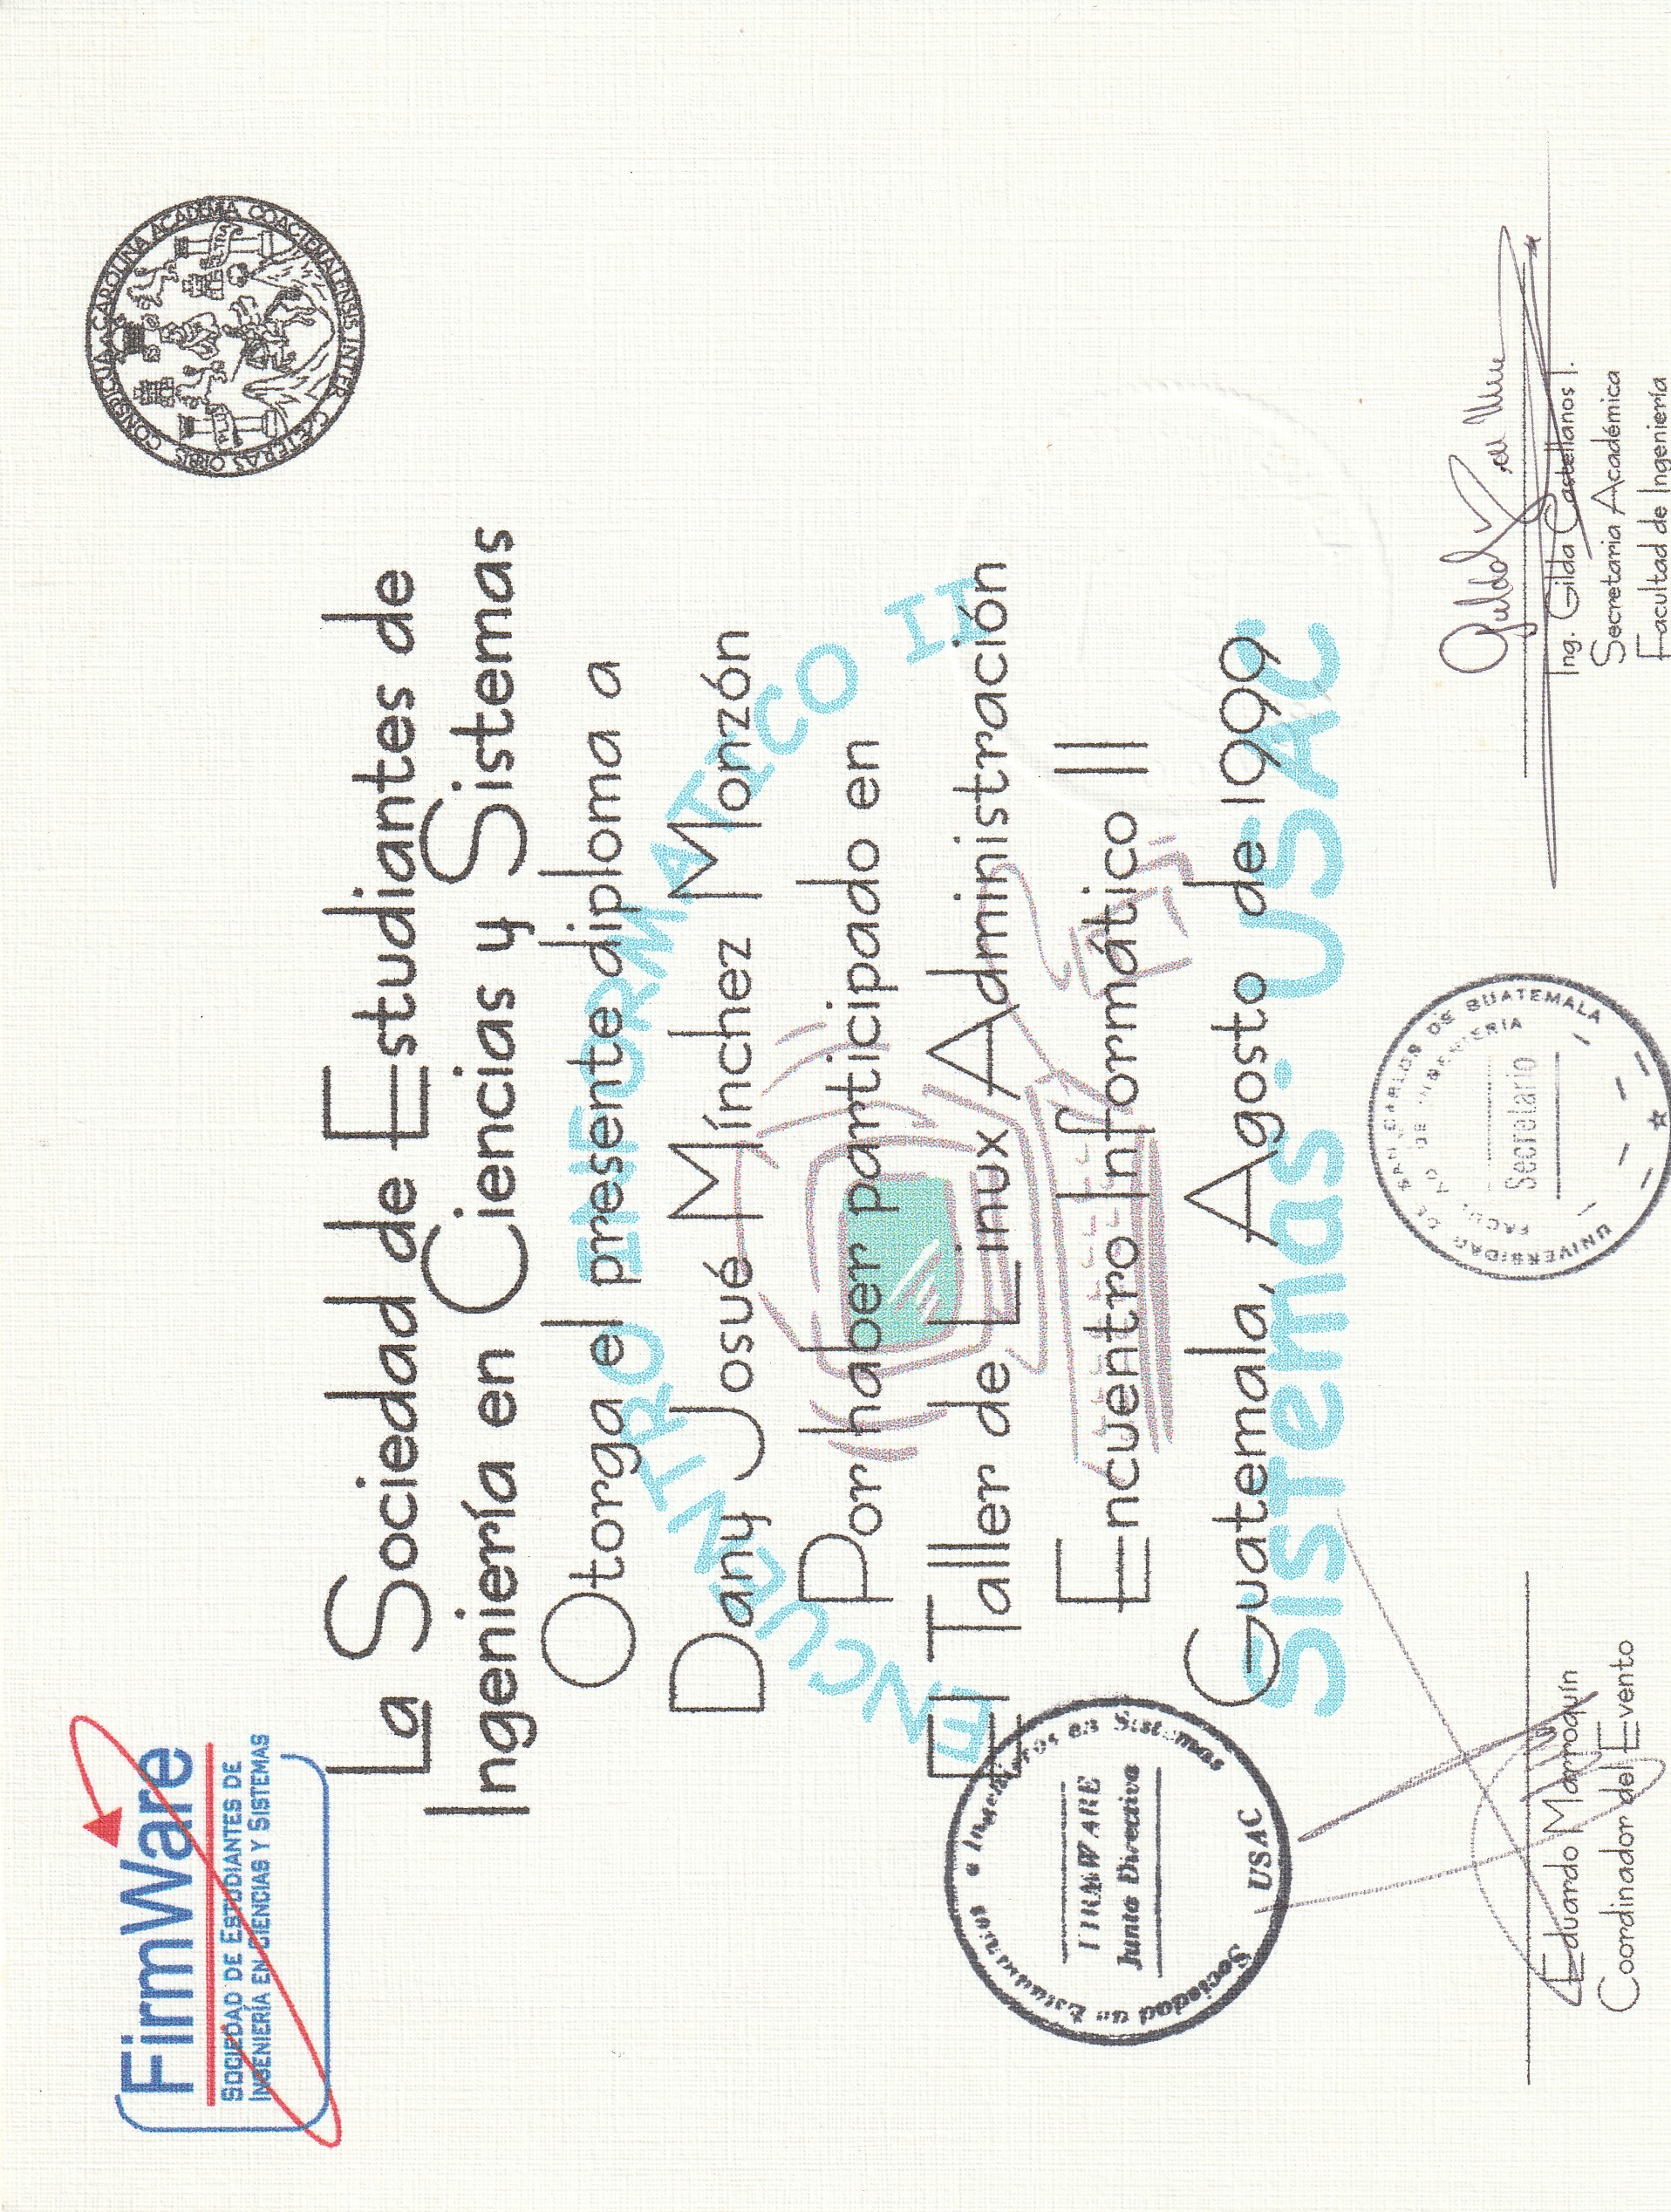 FirmWare
SOCIEDAD DE ESTUDIANTES DE
INGENIERÍA EN CIENCIAS Y SISTEMAS
CONSPICUA CAROLINA ACADEMIA COACTEMALENSIS INTER CAETERAS ORBIS
PLUS ULTRA
La Sociedad de Estudiantes de
Ingeniería en Ciencias y Sistemas
Otorga el presente diploma a
ENCUENTRO INFORMATICO II
Dany Josué Mínchez Monzón
Por haber participado en
El Taller de Linux Administración
Encuentro Informático II
Guatemala, Agosto de 1999
Sistemas - USAC
Sociedad de Estudiantes e Ingenieros en Sistemas
FIRMWARE
Junta Directiva
USAC
UNIVERSIDAD DE SAN CARLOS DE GUATEMALA
FACULTAD DE INGENIERIA
Secretario
Eduardo Marroquín
Coordinador del Evento
Ing. Gilda Castellanos I.
Secretaria Académica
Facultad de Ingeniería